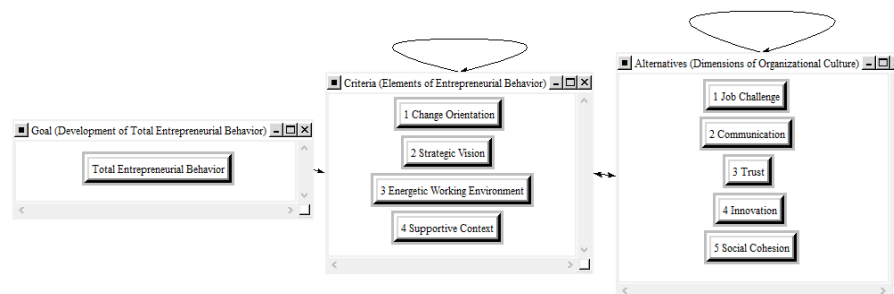 Goal (Development of Total Entrepreneurial Behavior)
Total Entrepreneurial Behavior
Criteria (Elements of Entrepreneurial Behavior)
1 Change Orientation
2 Strategic Vision
3 Energetic Working Environment
4 Supportive Context
Alternatives (Dimensions of Organizational Culture)
1 Job Challenge
2 Communication
3 Trust
4 Innovation
5 Social Cohesion